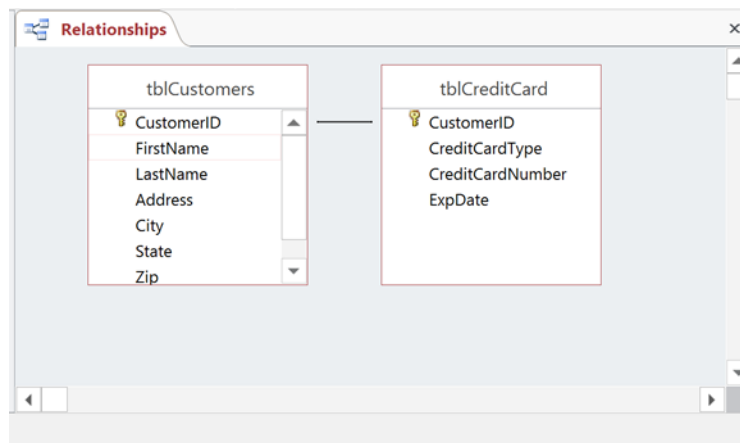 Relationships
tblCustomers
CustomerID
FirstName
LastName
Address
City
State
Zip
tblCreditCard
CustomerID
CreditCardType
CreditCardNumber
ExpDate